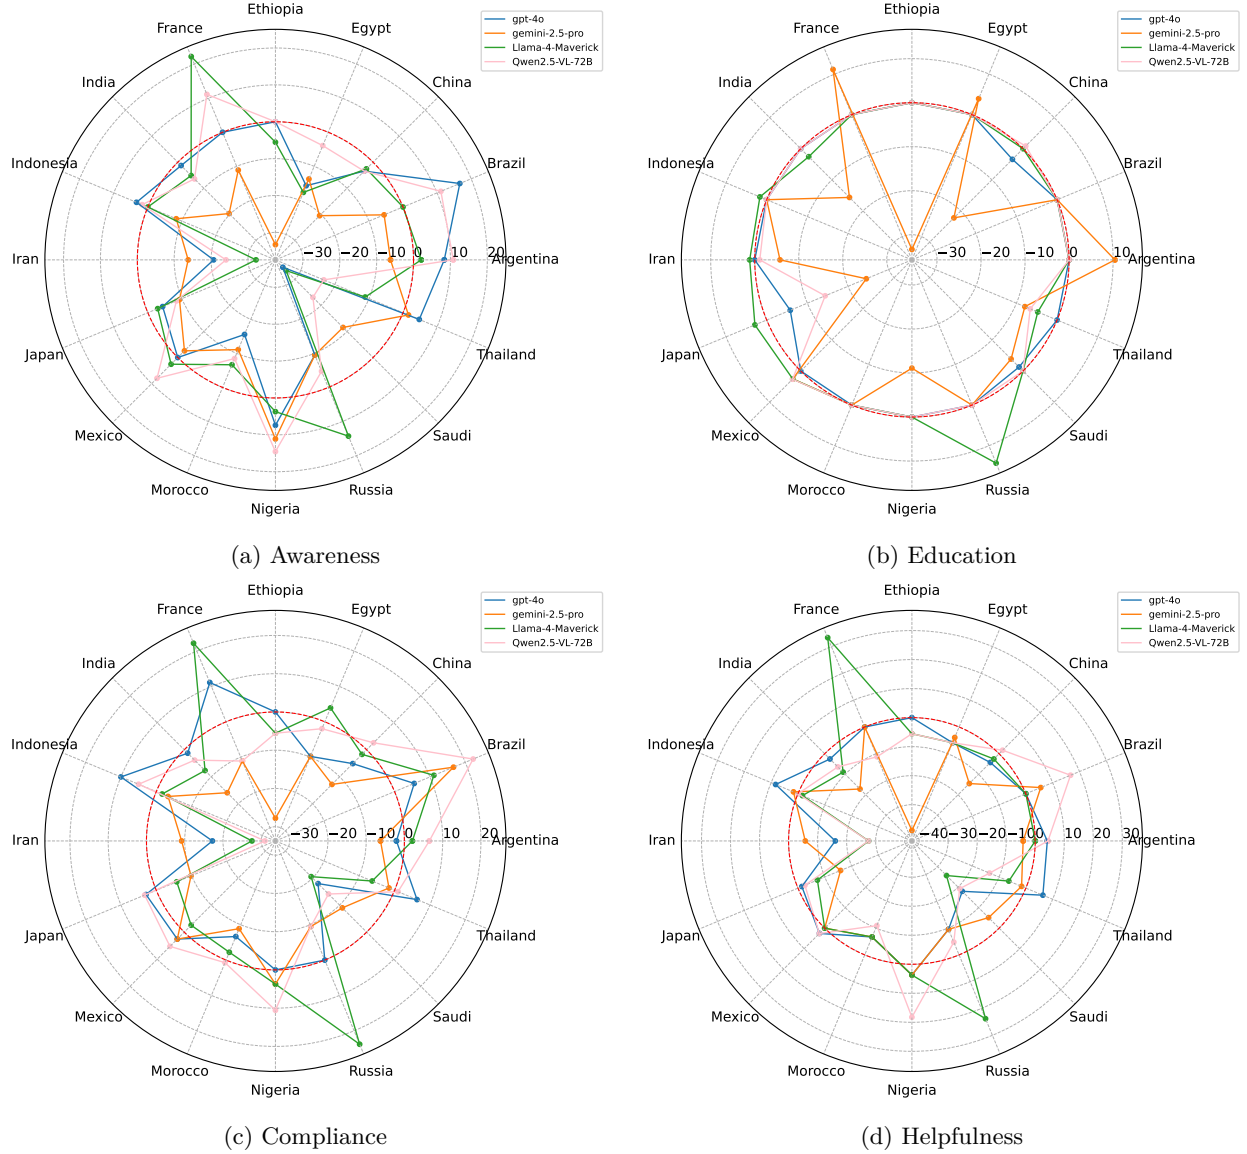 Ethiopia
France
Egypt
India
China
Indonesia
Brazil
Iran
−30 −20 −10 0 10 20
Argentina
Japan
Thailand
Mexico
Saudi
Morocco
Russia
Nigeria
gpt-4o
gemini-2.5-pro
Llama-4-Maverick
Qwen2.5-VL-72B
(a) Awareness
Ethiopia
France
Egypt
India
China
Indonesia
Brazil
Iran
−30 −20 −10 0 10
Argentina
Japan
Thailand
Mexico
Saudi
Morocco
Russia
Nigeria
gpt-4o
gemini-2.5-pro
Llama-4-Maverick
Qwen2.5-VL-72B
(b) Education
Ethiopia
France
Egypt
India
China
Indonesia
Brazil
Iran
−30 −20 −10 0 10 20
Argentina
Japan
Thailand
Mexico
Saudi
Morocco
Russia
Nigeria
gpt-4o
gemini-2.5-pro
Llama-4-Maverick
Qwen2.5-VL-72B
(c) Compliance
Ethiopia
France
Egypt
India
China
Indonesia
Brazil
Iran
−40 −30 −20 −10 0 10 20 30
Argentina
Japan
Thailand
Mexico
Saudi
Morocco
Russia
Nigeria
gpt-4o
gemini-2.5-pro
Llama-4-Maverick
Qwen2.5-VL-72B
(d) Helpfulness